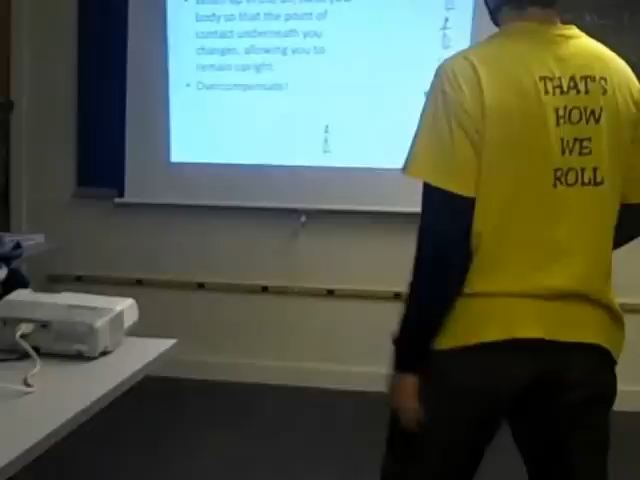 body so that the point of
contact underneath you
changes, allowing you to
remain upright
• Overcompensate!
THAT'S
HOW
WE
ROLL